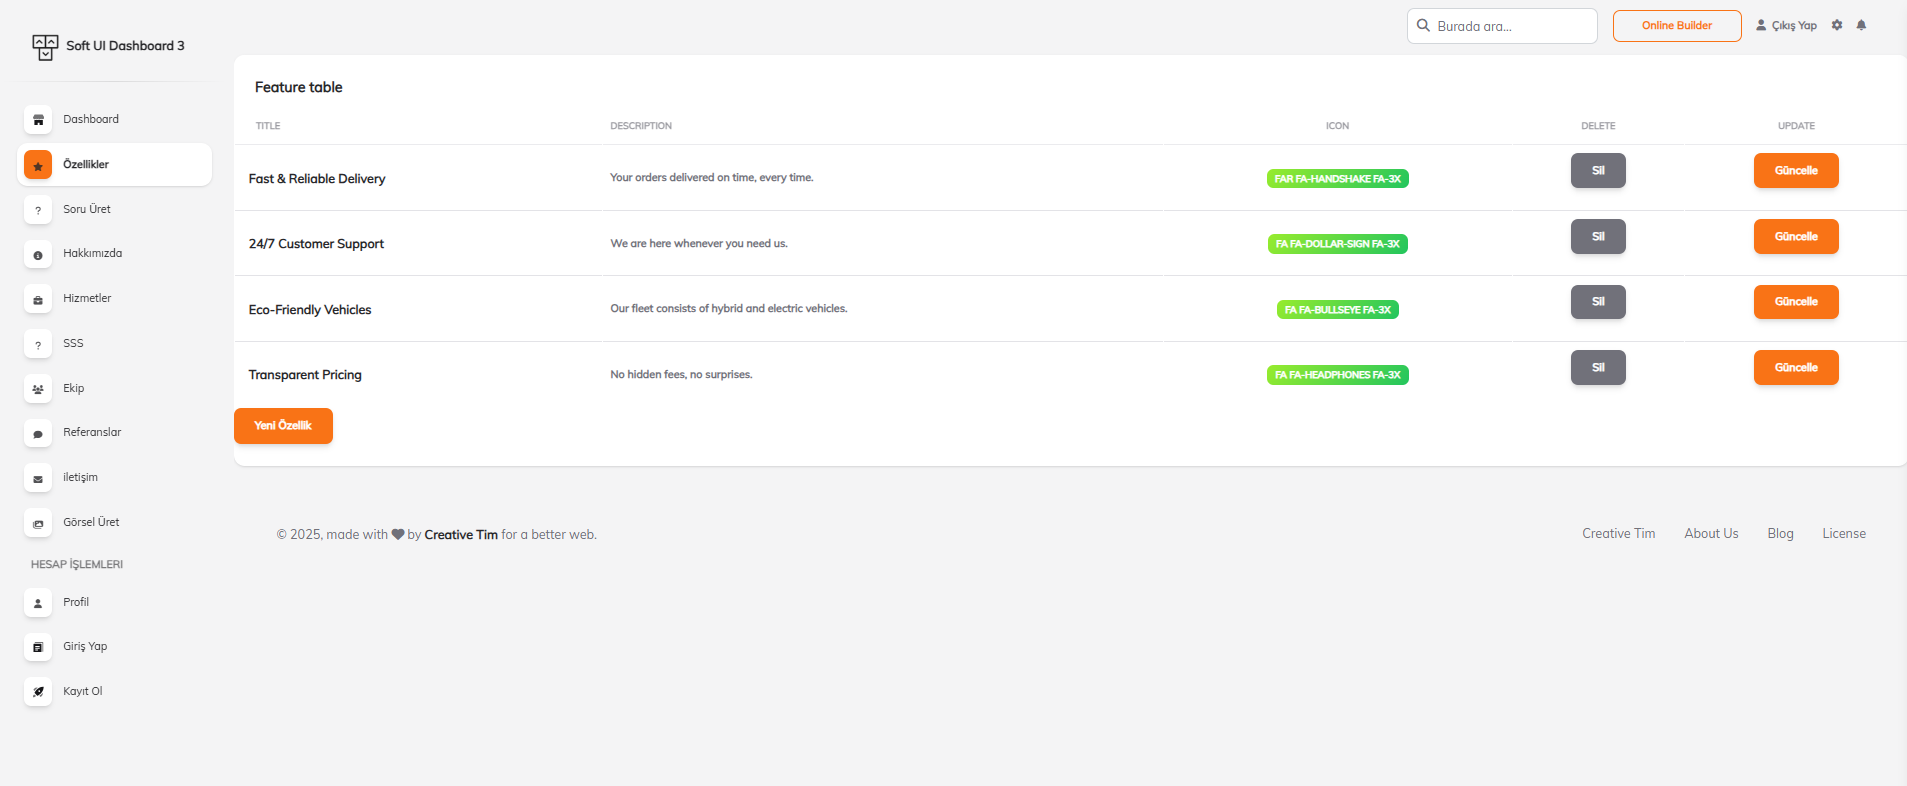 Soft UI Dashboard 3
Burada ara...
Online Builder
Çıkış Yap
Dashboard
Özellikler
Soru Üret
Hakkımızda
Hizmetler
SSS
Ekip
Referanslar
iletişim
Görsel Üret
HESAP İŞLEMLERI
Profil
Giriş Yap
Kayıt Ol
Feature table
TITLE DESCRIPTION ICON DELETE UPDATE
Fast & Reliable Delivery Your orders delivered on time, every time. FAR FA-HANDSHAKE FA-3X Sil Güncelle
24/7 Customer Support We are here whenever you need us. FA FA-DOLLAR-SIGN FA-3X Sil Güncelle
Eco-Friendly Vehicles Our fleet consists of hybrid and electric vehicles. FA FA-BULLSEYE FA-3X Sil Güncelle
Transparent Pricing No hidden fees, no surprises. FA FA-HEADPHONES FA-3X Sil Güncelle
Yeni Özellik
© 2025, made with by Creative Tim for a better web.
Creative Tim About Us Blog License